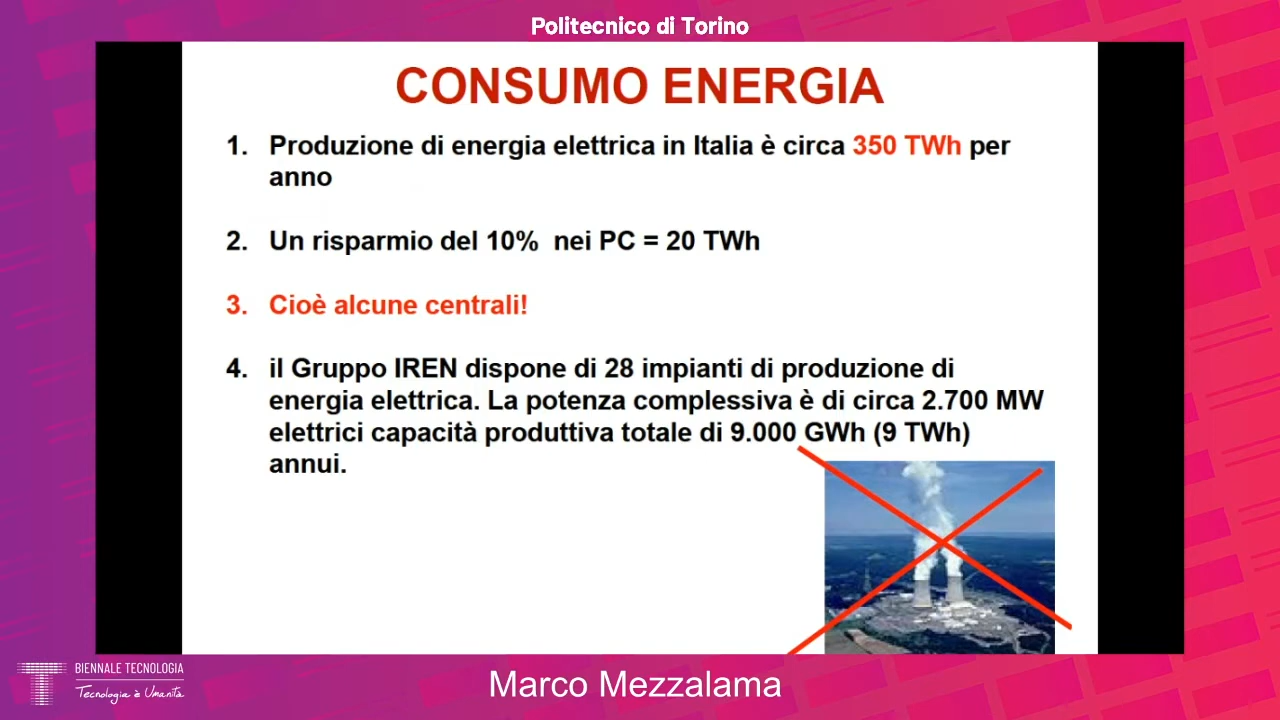 Politecnico di Torino
CONSUMO ENERGIA
1. Produzione di energia elettrica in Italia è circa 350 TWh per
anno
2. Un risparmio del 10%  nei PC = 20 TWh
3. Cioè alcune centrali!
4. il Gruppo IREN dispone di 28 impianti di produzione di
energia elettrica. La potenza complessiva è di circa 2.700 MW
elettrici capacità produttiva totale di 9.000 GWh (9 TWh)
annui.
BIENNALE TECNOLOGIA
Tecnologia è Umanità
Marco Mezzalama